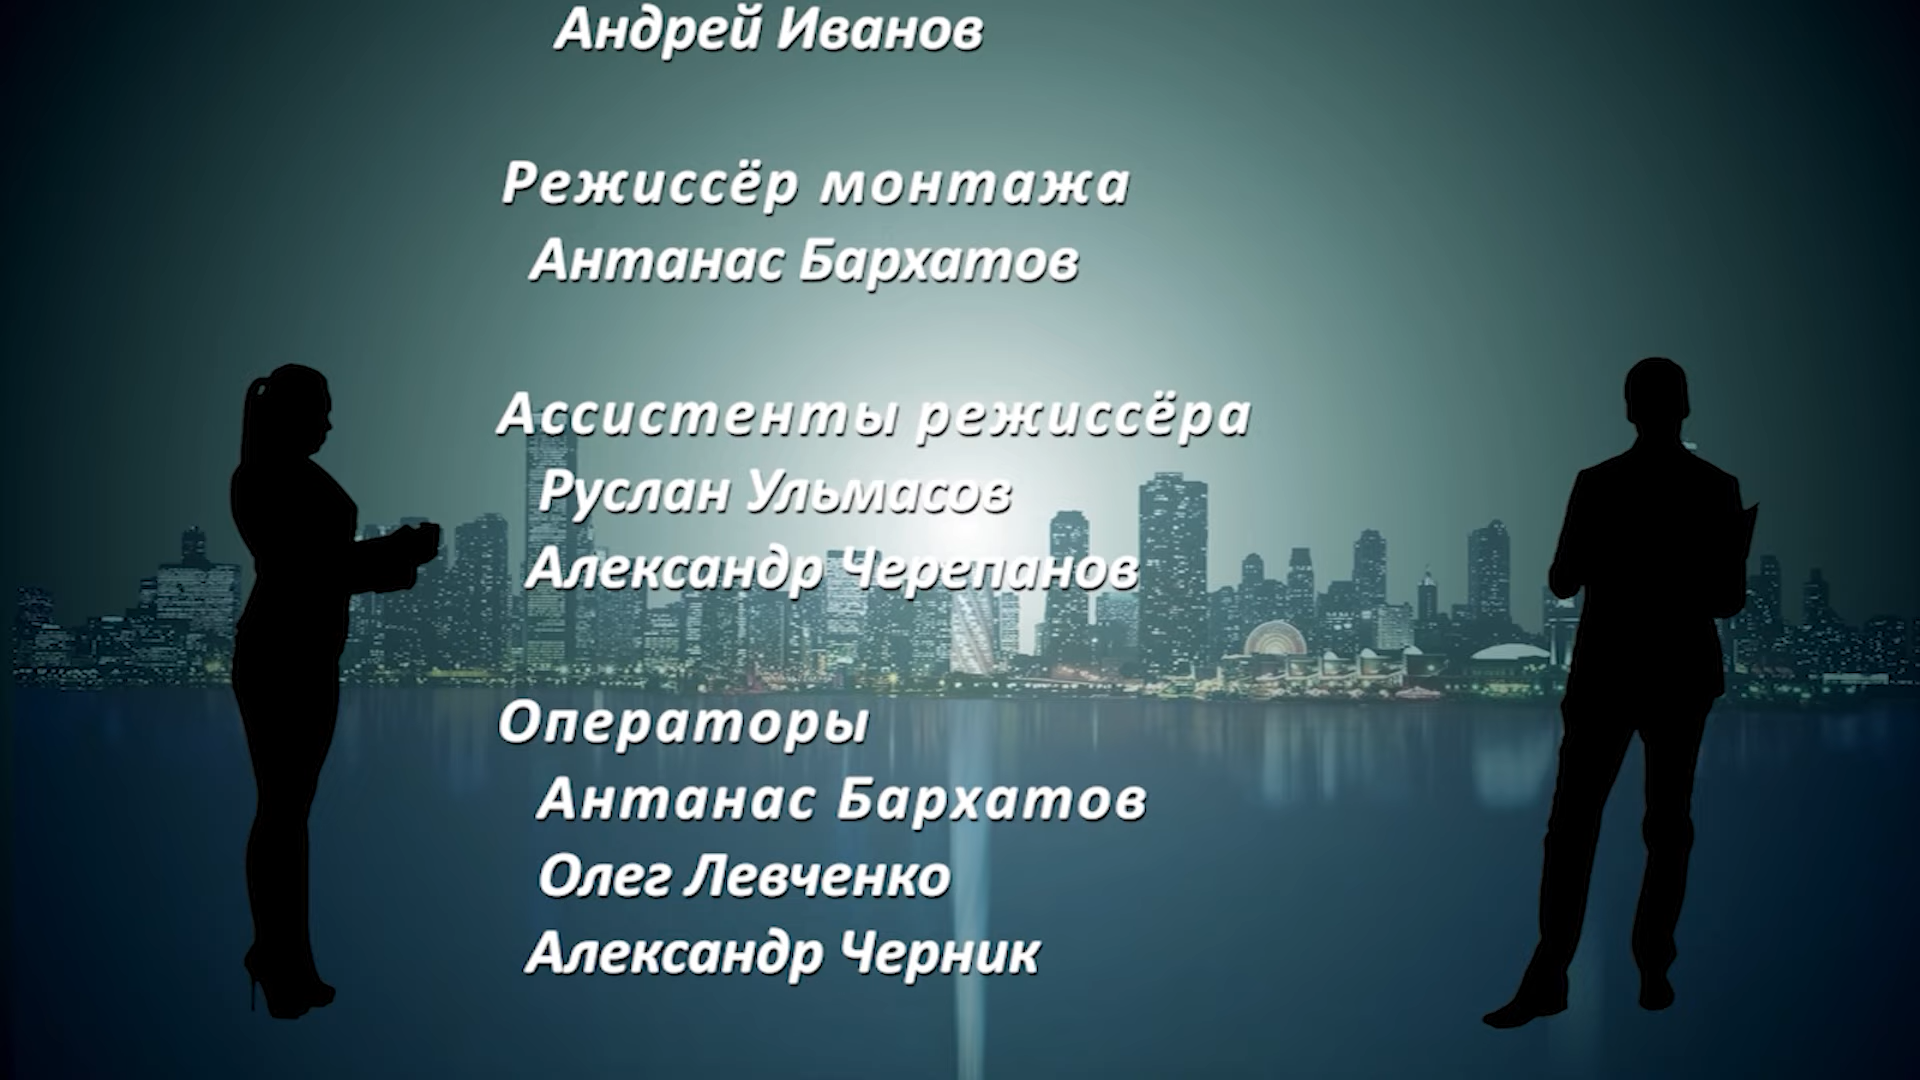 Андрей Иванов
Режиссёр монтажа
Антанас Бархатов
Ассистенты режиссёра
Руслан Ульмасов
Александр Черепанов
Операторы
Антанас Бархатов
Олег Левченко
Александр Черник